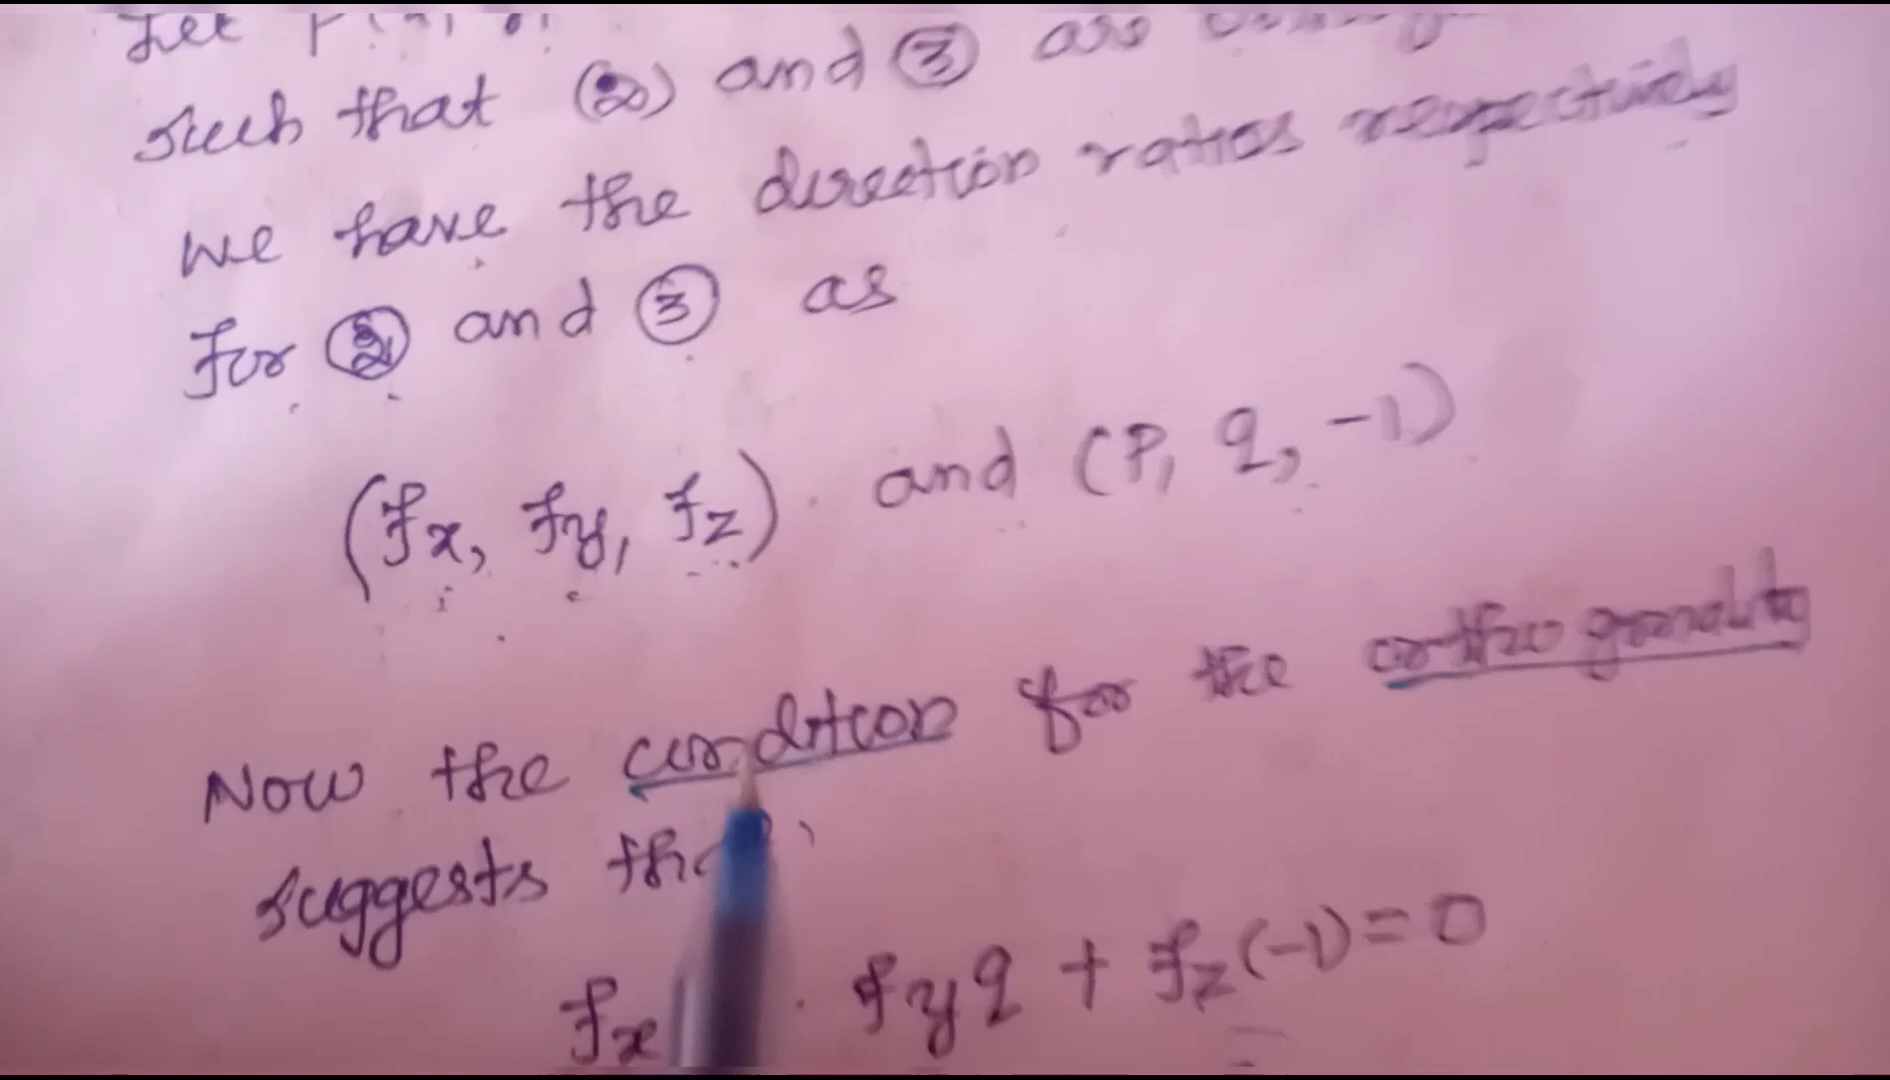 Let
such that (2) and ③ are
we have the direction ratios respectively
for ② and ③ as
(fx, fy, fz) and (P, q, -1)
Now the condition for the orthogonality
suggests
fx fyq + fz(-1) = 0